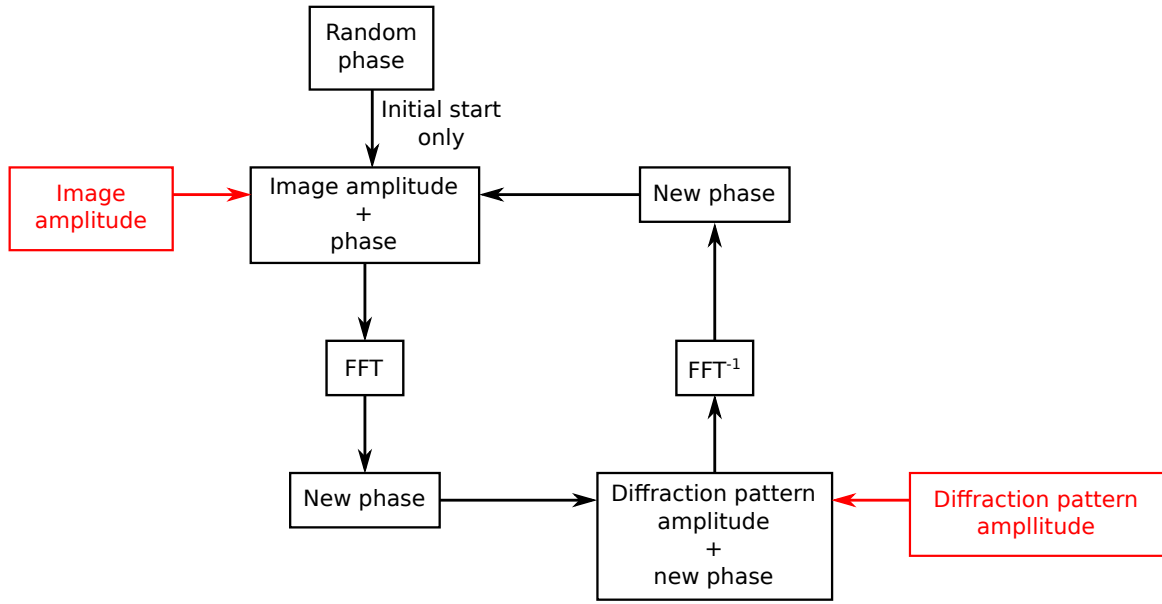 Random
phase
Initial start
only
Image
amplitude
Image amplitude
+
phase
New phase
FFT
FFT⁻¹
New phase
Diffraction pattern
amplitude
+
new phase
Diffraction pattern
ampllitude